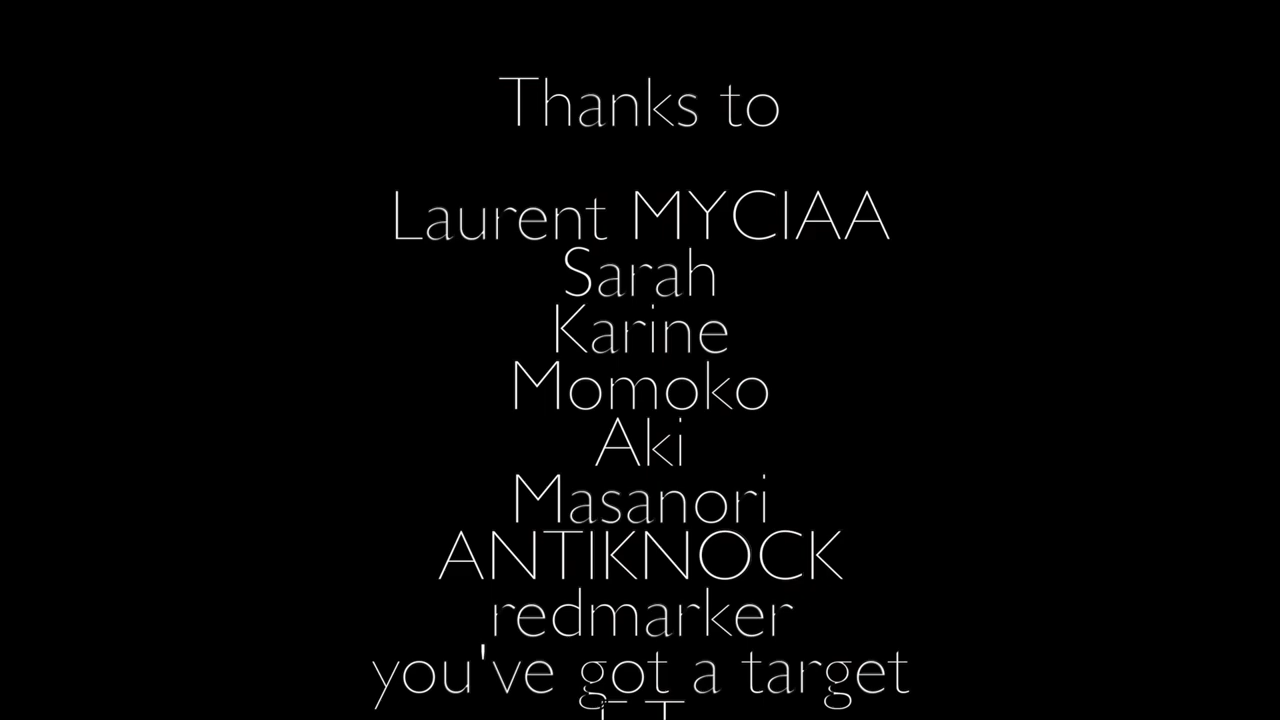 Thanks to
Laurent MYCIAA
Sarah
Karine
Momoko
Aki
Masanori
ANTIKNOCK
redmarker
you've got a target